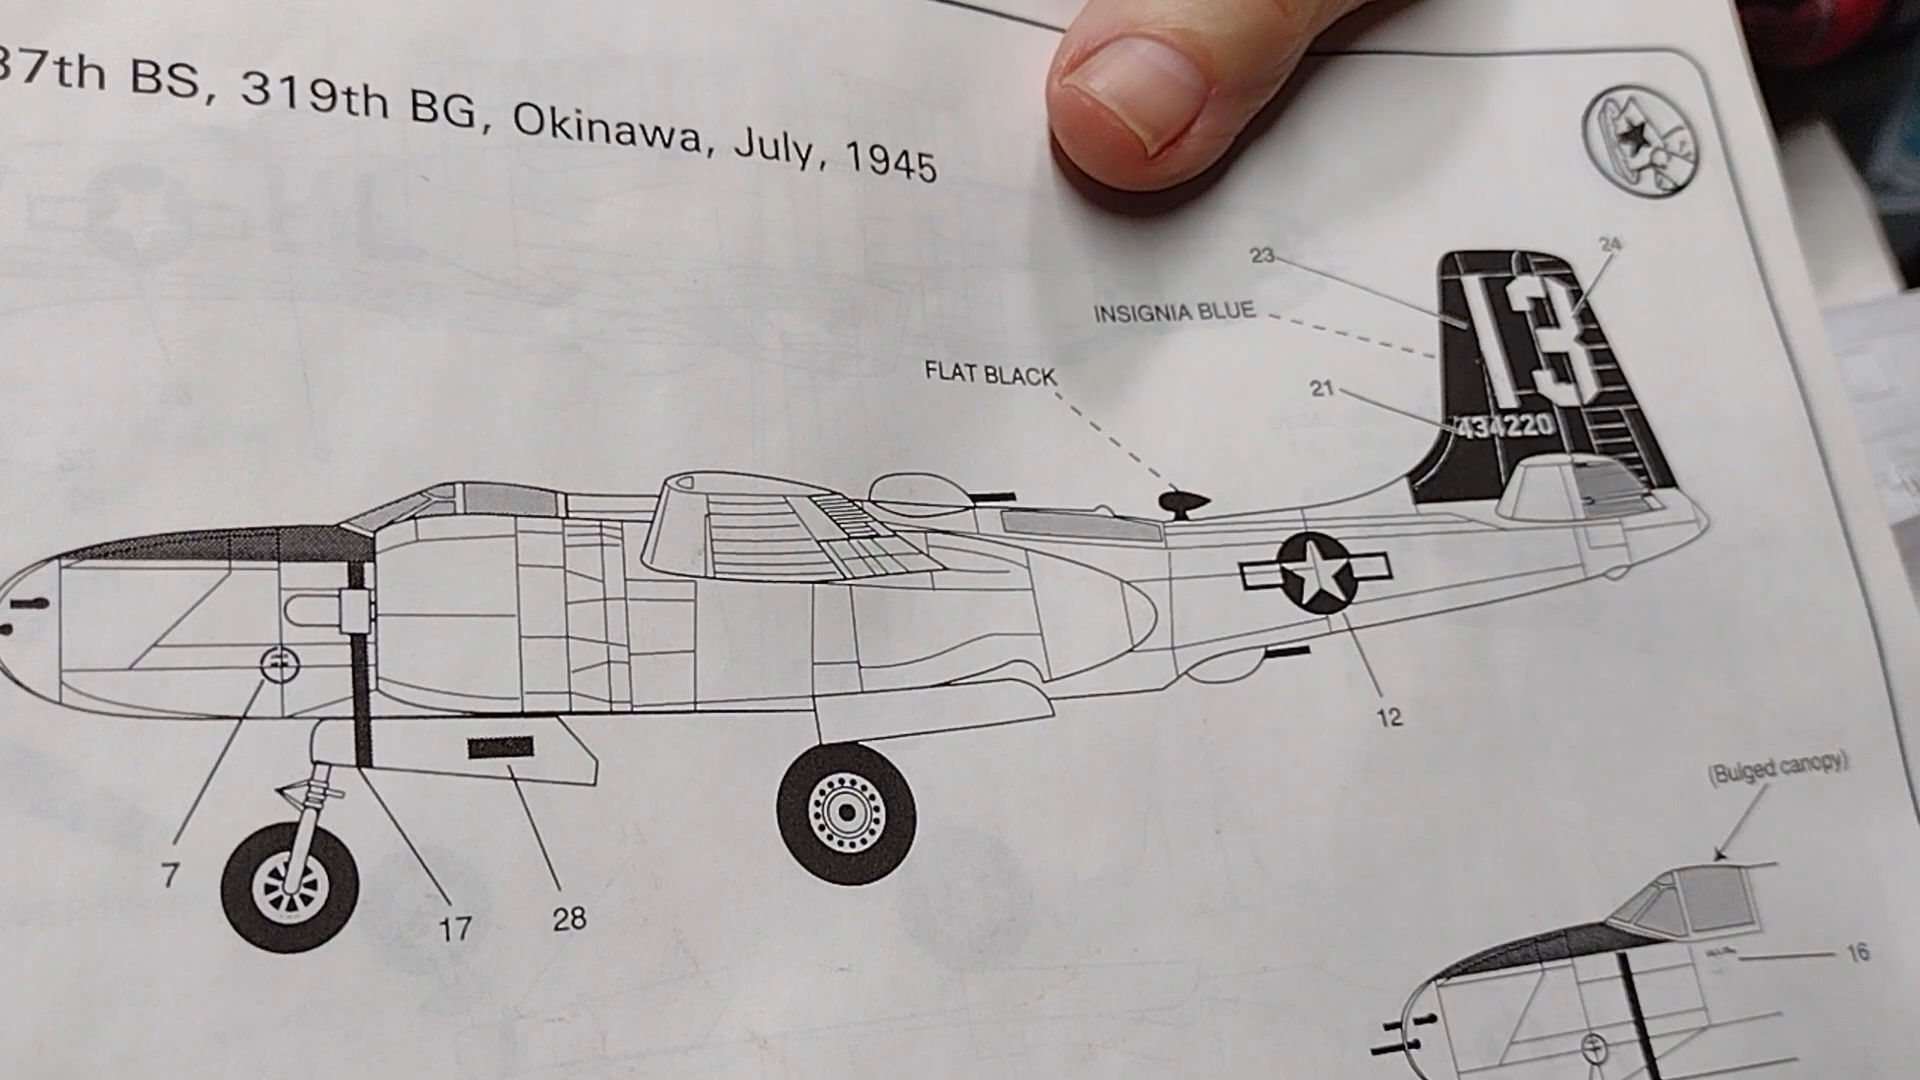 37th BS, 319th BG, Okinawa, July, 1945
23
24
13
INSIGNIA BLUE
FLAT BLACK
21
434220
12
(Bulged canopy)
7
17
28
16